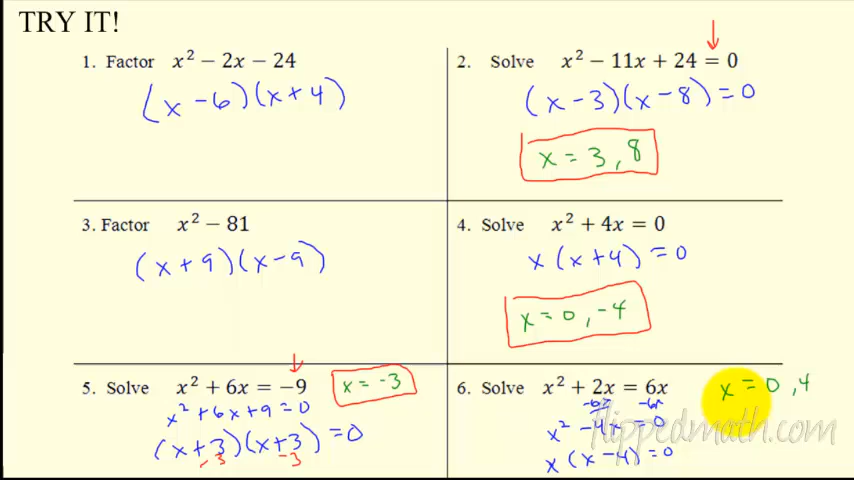 TRY IT!
1. Factor x² − 2x − 24
(x − 6)(x + 4)
2. Solve x² − 11x + 24 = 0
(x − 3)(x − 8) = 0
x = 3, 8
3. Factor x² − 81
(x + 9)(x − 9)
4. Solve x² + 4x = 0
x(x + 4) = 0
x = 0, −4
5. Solve x² + 6x = −9
x = −3
x² + 6x + 9 = 0
(x + 3)(x + 3) = 0
−3 −3
6. Solve x² + 2x = 6x
x = 0, 4
−6x −6x
x² − 4x = 0
x(x − 4) = 0
flippedmath.com